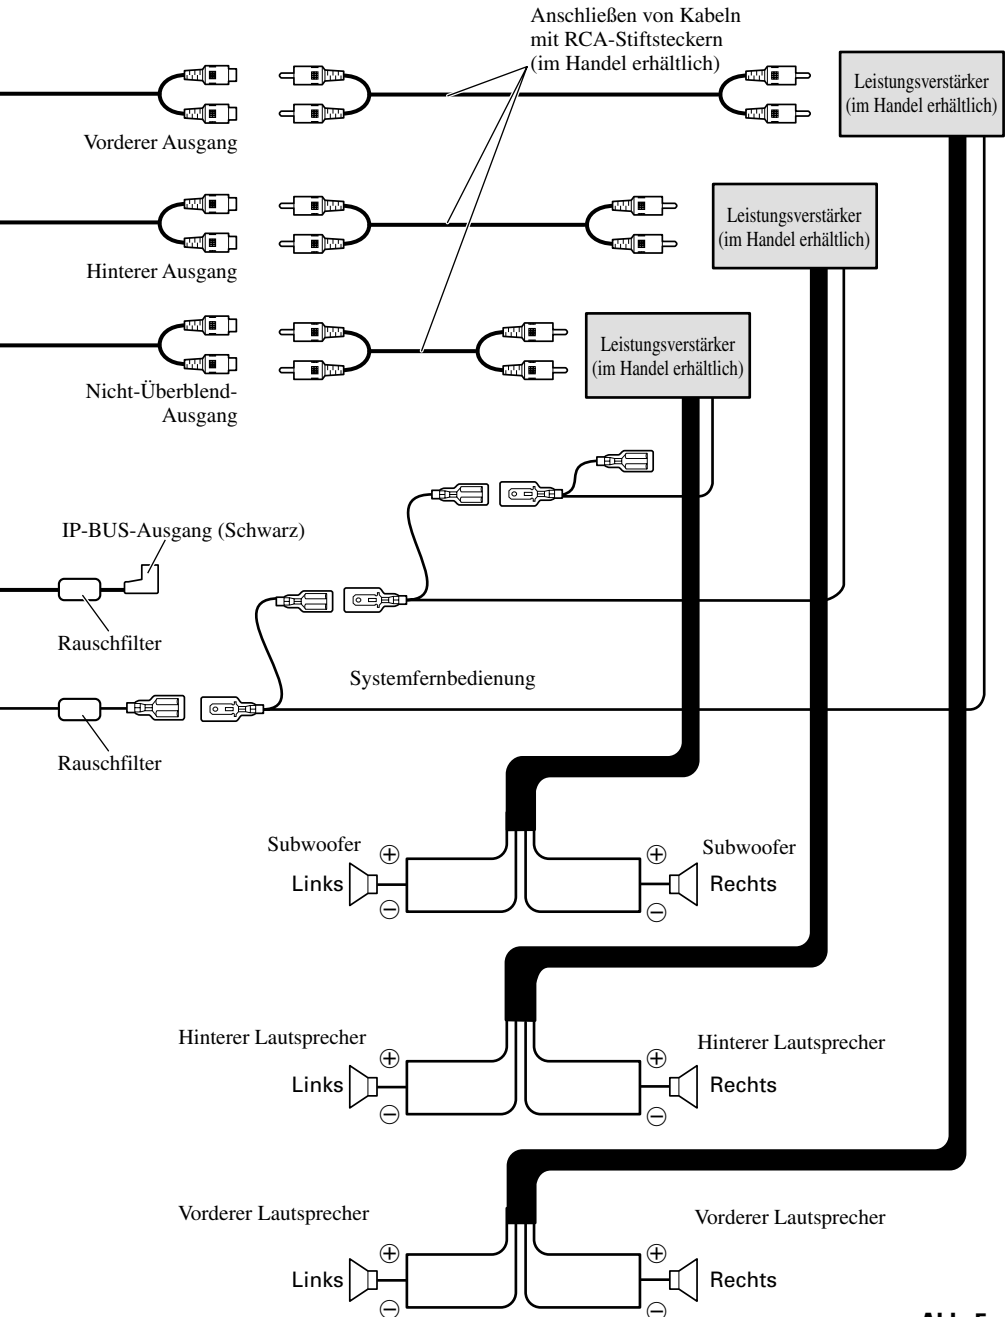 Anschließen von Kabeln
mit RCA-Stiftsteckern
(im Handel erhältlich)
Leistungsverstärker
(im Handel erhältlich)
Vorderer Ausgang
Leistungsverstärker
(im Handel erhältlich)
Hinterer Ausgang
Leistungsverstärker
(im Handel erhältlich)
Nicht-Überblend-
Ausgang
IP-BUS-Ausgang (Schwarz)
Rauschfilter
Systemfernbedienung
Rauschfilter
Subwoofer
⊕
Links
⊖
Subwoofer
⊕
Rechts
⊖
Hinterer Lautsprecher
⊕
Links
⊖
Hinterer Lautsprecher
⊕
Rechts
⊖
Vorderer Lautsprecher
⊕
Links
⊖
Vorderer Lautsprecher
⊕
Rechts
⊖